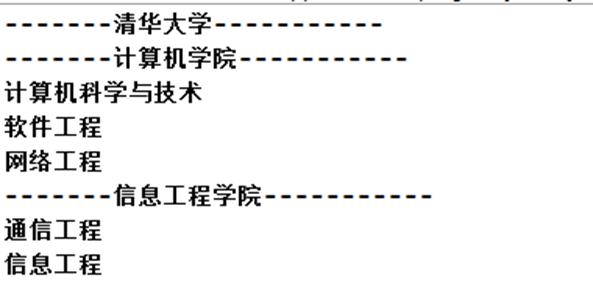 -------清华大学-----------
-------计算机学院-----------
计算机科学与技术
软件工程
网络工程
-------信息工程学院-----------
通信工程
信息工程